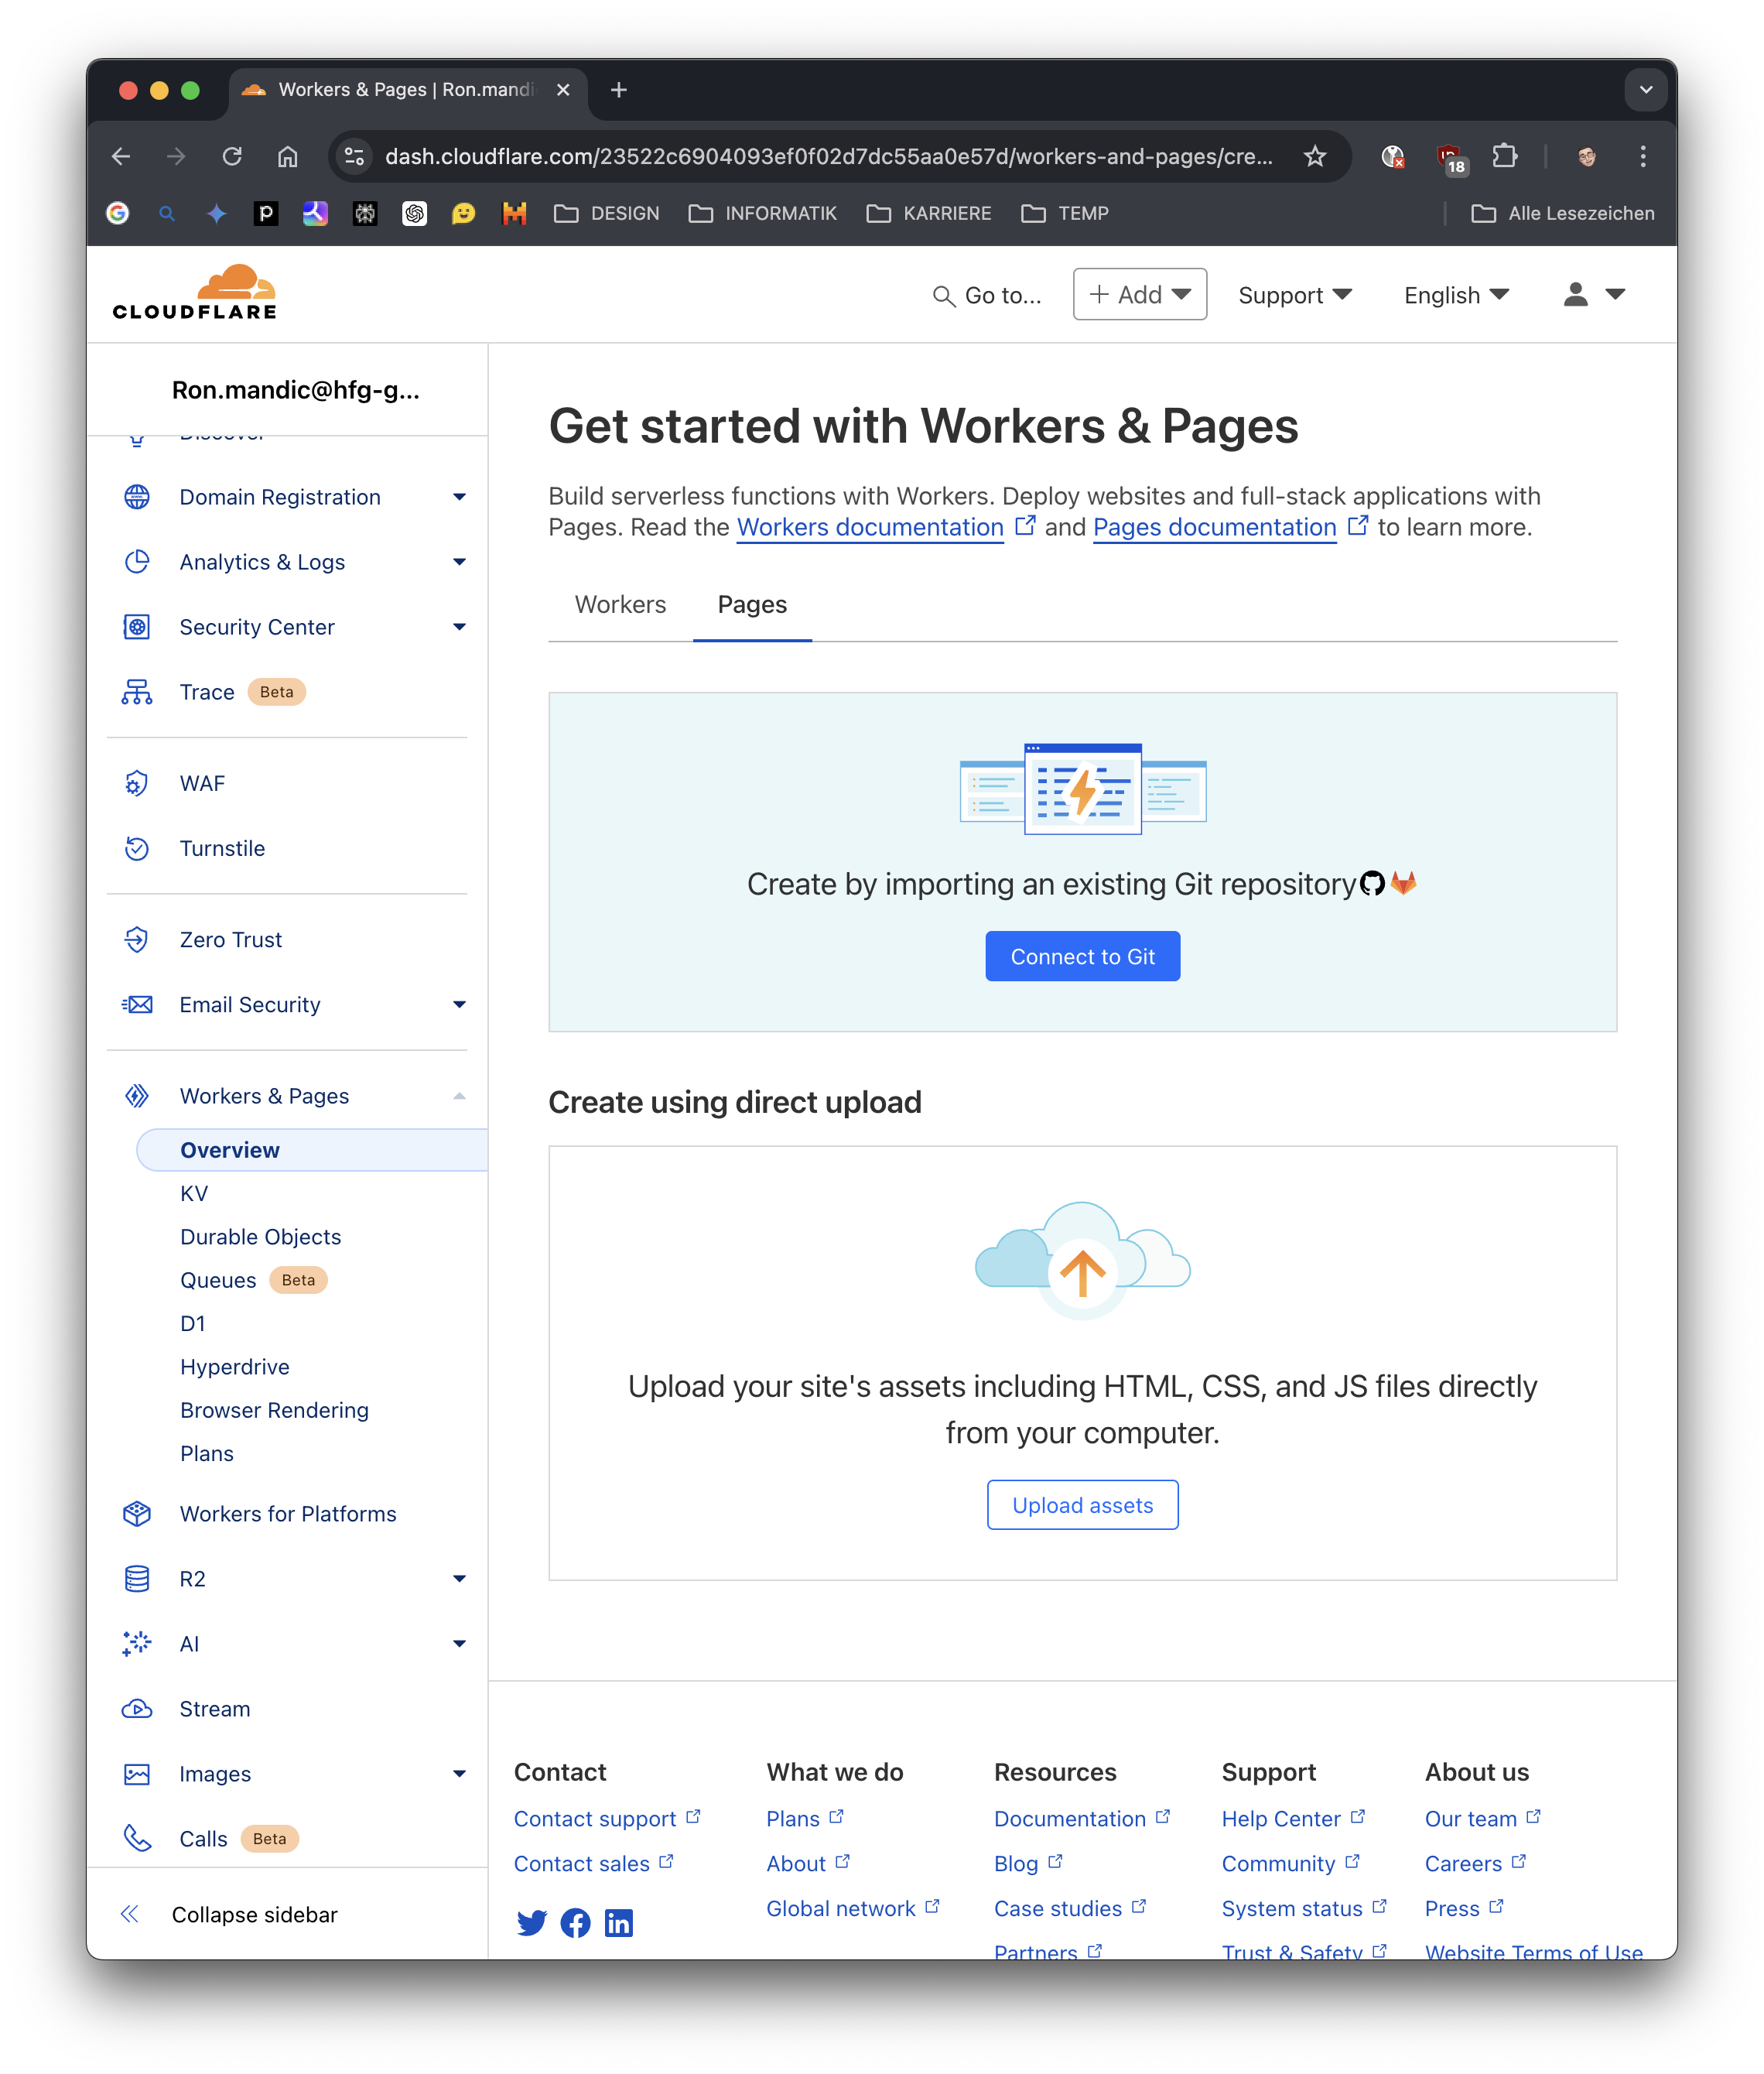 Workers & Pages | Ron.mandi
dash.cloudflare.com/23522c6904093ef0f02d7dc55aa0e57d/workers-and-pages/cre...
18
DESIGN
INFORMATIK
KARRIERE
TEMP
Alle Lesezeichen
CLOUDFLARE
Go to...
+ Add
Support
English
Ron.mandic@hfg-g...
Discover
Domain Registration
Analytics & Logs
Security Center
Trace Beta
WAF
Turnstile
Zero Trust
Email Security
Workers & Pages
Overview
KV
Durable Objects
Queues Beta
D1
Hyperdrive
Browser Rendering
Plans
Workers for Platforms
R2
AI
Stream
Images
Calls Beta
Collapse sidebar
Get started with Workers & Pages
Build serverless functions with Workers. Deploy websites and full-stack applications with
Pages. Read the Workers documentation and Pages documentation to learn more.
Workers Pages
Create by importing an existing Git repository
Connect to Git
Create using direct upload
Upload your site's assets including HTML, CSS, and JS files directly
from your computer.
Upload assets
Contact
Contact support
Contact sales
What we do
Plans
About
Global network
Resources
Documentation
Blog
Case studies
Partners
Support
Help Center
Community
System status
Trust & Safety
About us
Our team
Careers
Press
Website Terms of Use